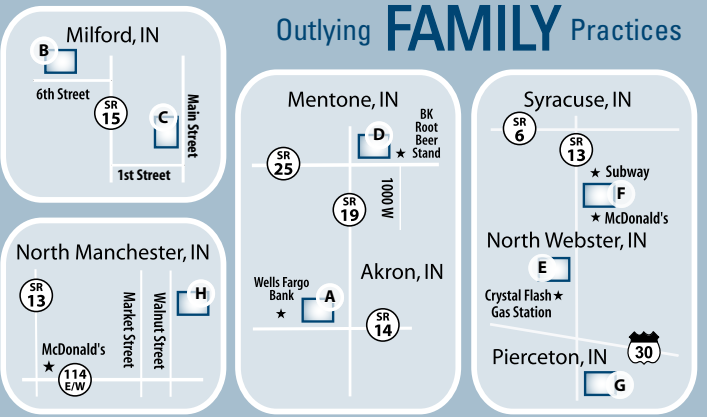 Outlying FAMILY Practices
Milford, IN
B
6th Street
SR
15
C
Main Street
1st Street
North Manchester, IN
SR
13
H
Market Street
Walnut Street
McDonald's
114
E/W
Mentone, IN
D
BK
Root
Beer
Stand
SR
25
1000 W
SR
19
Akron, IN
Wells Fargo
Bank
A
SR
14
Syracuse, IN
SR
6
SR
13
Subway
F
McDonald's
North Webster, IN
E
Crystal Flash
Gas Station
30
Pierceton, IN
G